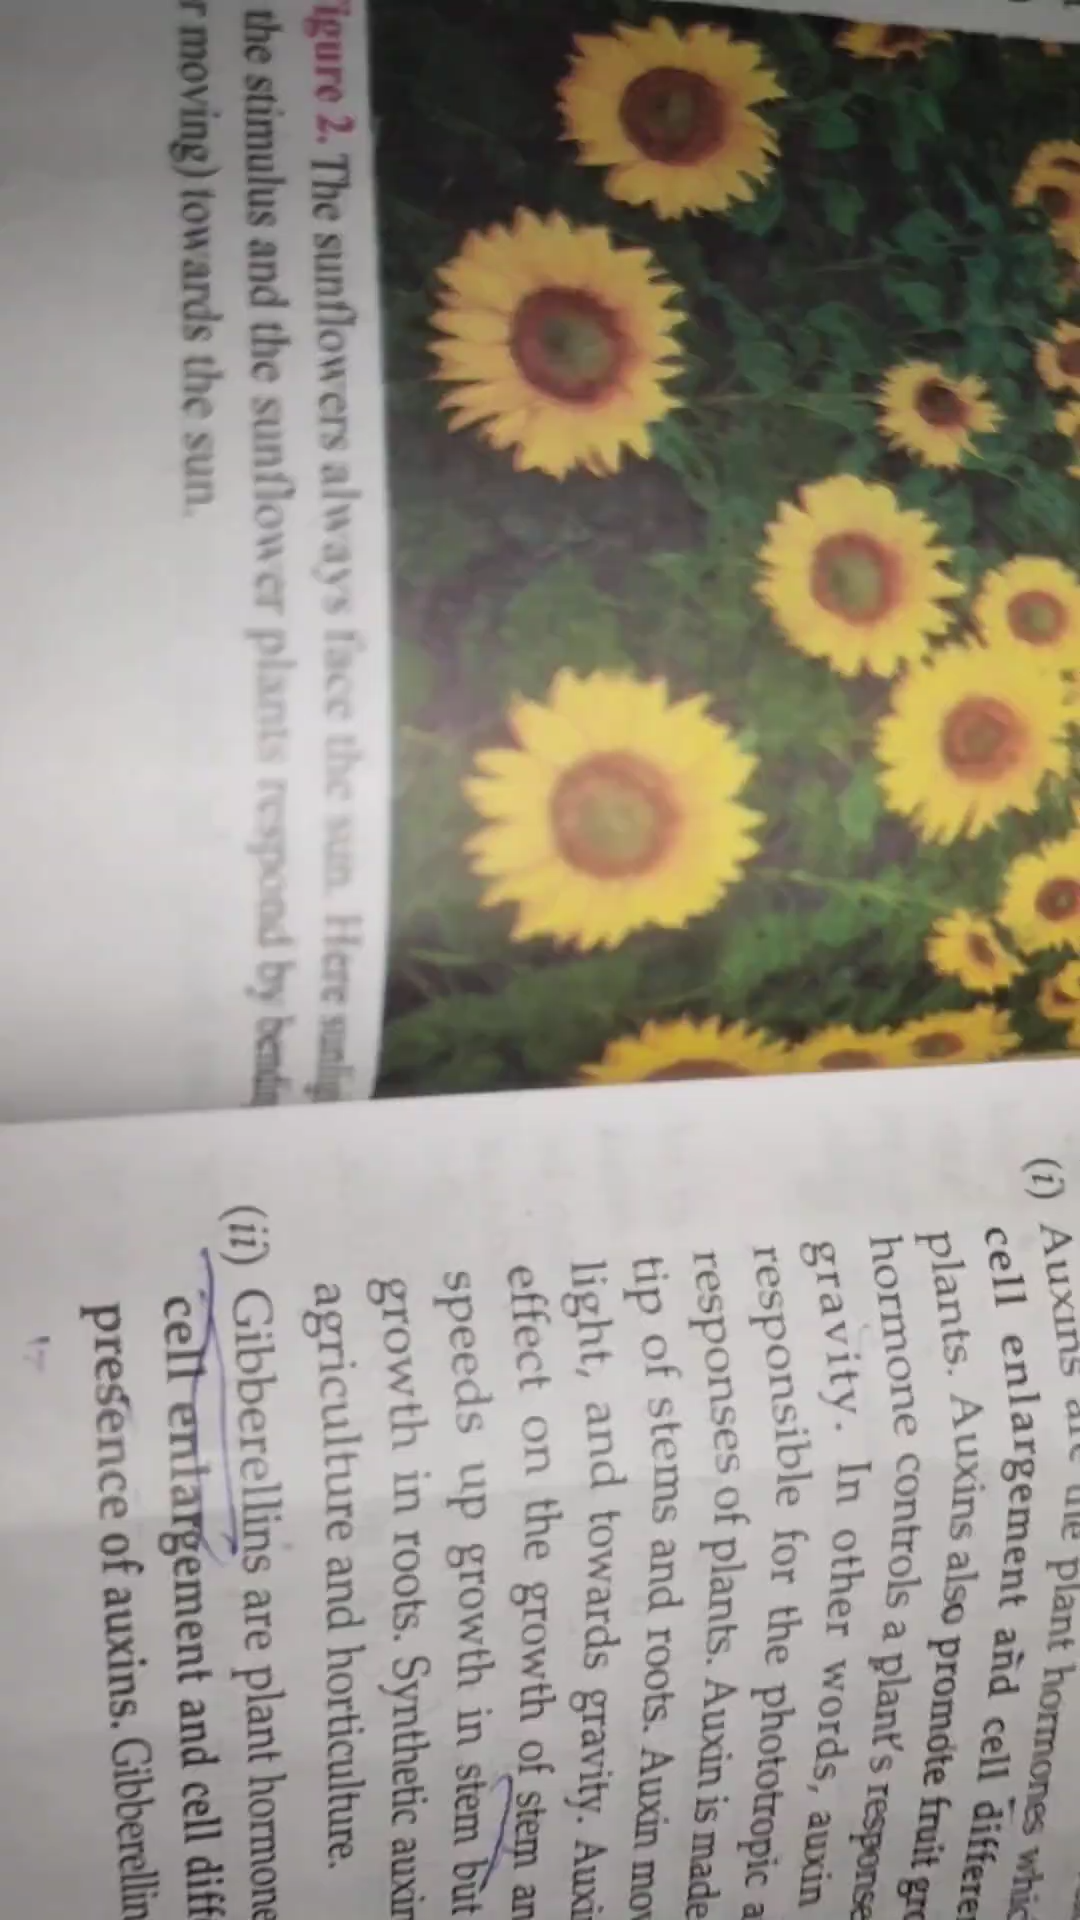 igure 2. The sunflowers always face the sun. Here sunlig
the stimulus and the sunflower plants respond by bendin
r moving) towards the sun.
(i) Auxins are the plant hormones whic
cell enlargement and cell differe
plants. Auxins also promote fruit gro
hormone controls a plant's response
gravity. In other words, auxin
responsible for the phototropic a
responses of plants. Auxin is made
tip of stems and roots. Auxin mov
light, and towards gravity. Auxi
effect on the growth of stem an
speeds up growth in stem but
growth in roots. Synthetic auxin
agriculture and horticulture.
(ii) Gibberellins are plant hormone
cell enlargement and cell diff
presence of auxins. Gibberellin